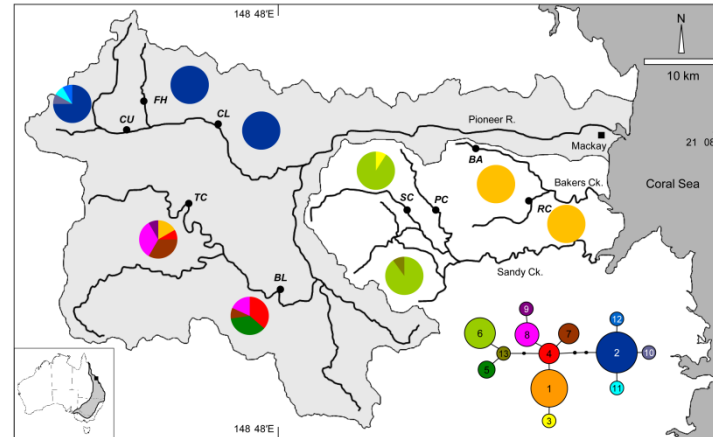 148 48'E
N
10 km
FH
CU
CL
Pioneer R.
Mackay
21 08
BA
Bakers Ck.
Coral Sea
TC
SC
PC
RC
Sandy Ck.
BL
9
12
6
8
7
13
4
2
10
5
1
11
3
148 48'E